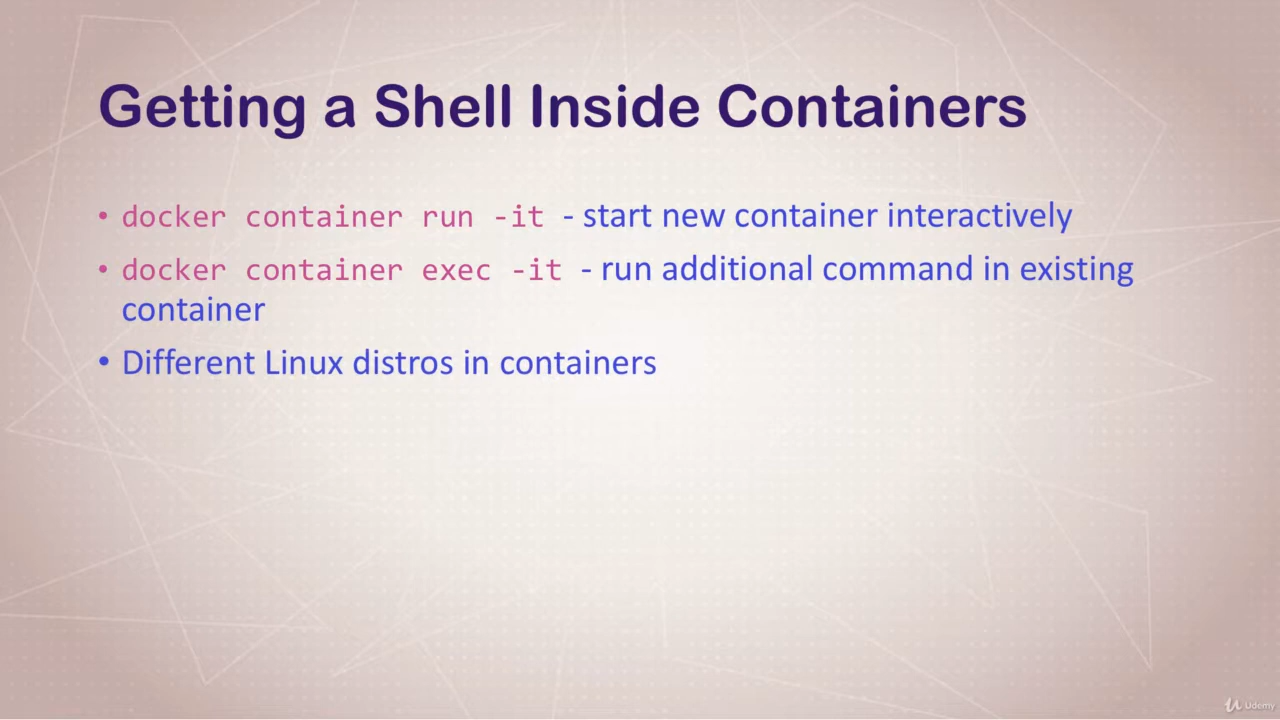 Getting a Shell Inside Containers
• docker container run -it - start new container interactively
• docker container exec -it - run additional command in existing
container
• Different Linux distros in containers
Udemy